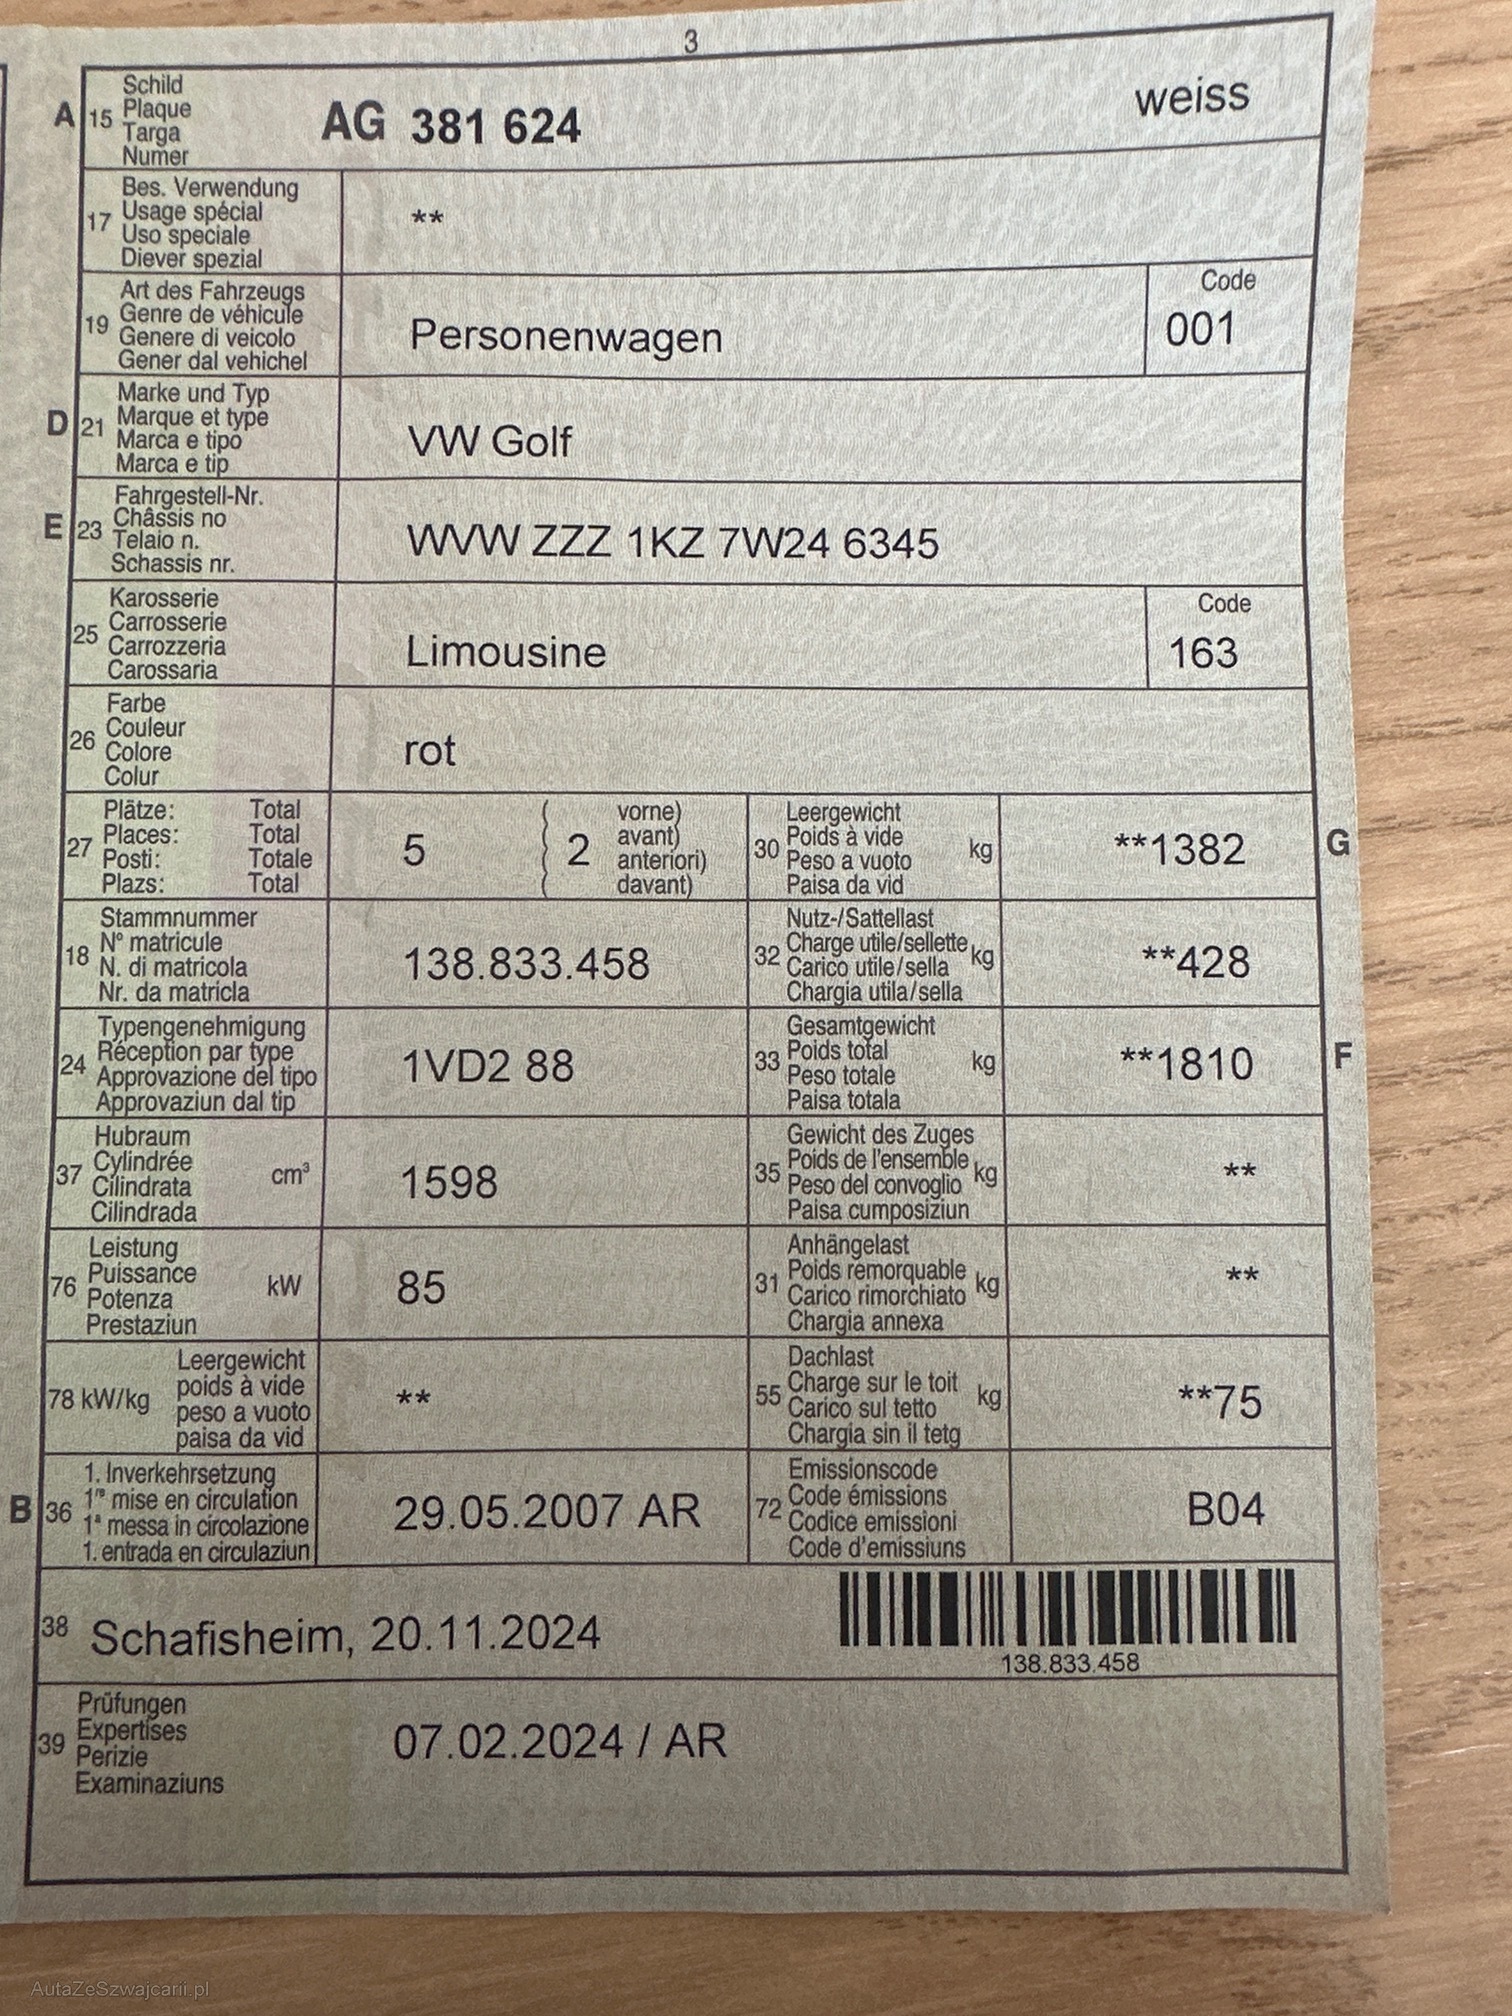 3
A 15 Schild
Plaque
Targa
Numer
AG 381 624 weiss
17 Bes. Verwendung
Usage spécial
Uso speciale
Diever spezial
**
19 Art des Fahrzeugs
Genre de véhicule
Genere di veicolo
Gener dal vehichel
Personenwagen
Code
001
D 21 Marke und Typ
Marque et type
Marca e tipo
Marca e tip
VW Golf
E 23 Fahrgestell-Nr.
Châssis no
Telaio n.
Schassis nr.
WVW ZZZ 1KZ 7W24 6345
25 Karosserie
Carrosserie
Carrozzeria
Carossaria
Limousine
Code
163
26 Farbe
Couleur
Colore
Colur
rot
27 Plätze: Total
Places: Total
Posti: Totale
Plazs: Total
5 ( 2 vorne)
( avant)
( anteriori)
( davant)
30 Leergewicht
Poids à vide
Peso a vuoto
Paisa da vid
kg **1382 G
18 Stammnummer
N° matricule
N. di matricola
Nr. da matricla
138.833.458
32 Nutz-/Sattellast
Charge utile/sellette
Carico utile/sella
Chargia utila/sella
kg **428
24 Typengenehmigung
Réception par type
Approvazione del tipo
Approvaziun dal tip
1VD2 88
33 Gesamtgewicht
Poids total
Peso totale
Paisa totala
kg **1810 F
37 Hubraum
Cylindrée
Cilindrata
Cilindrada
cm³ 1598
35 Gewicht des Zuges
Poids de l'ensemble
Peso del convoglio
Paisa cumposiziun
kg **
76 Leistung
Puissance
Potenza
Prestaziun
kW 85
31 Anhängelast
Poids remorquable
Carico rimorchiato
Chargia annexa
kg **
78 kW/kg Leergewicht
poids à vide
peso a vuoto
paisa da vid
**
55 Dachlast
Charge sur le toit
Carico sul tetto
Chargia sin il tetg
kg **75
B 36 1. Inverkehrsetzung
1re mise en circulation
1a messa in circolazione
1. entrada en circulaziun
29.05.2007 AR
72 Emissionscode
Code émissions
Codice emissioni
Code d'emissiuns
B04
38 Schafisheim, 20.11.2024
138.833.458
39 Prüfungen
Expertises
Perizie
Examinaziuns
07.02.2024 / AR
AutaZeSzwajcarii.pl